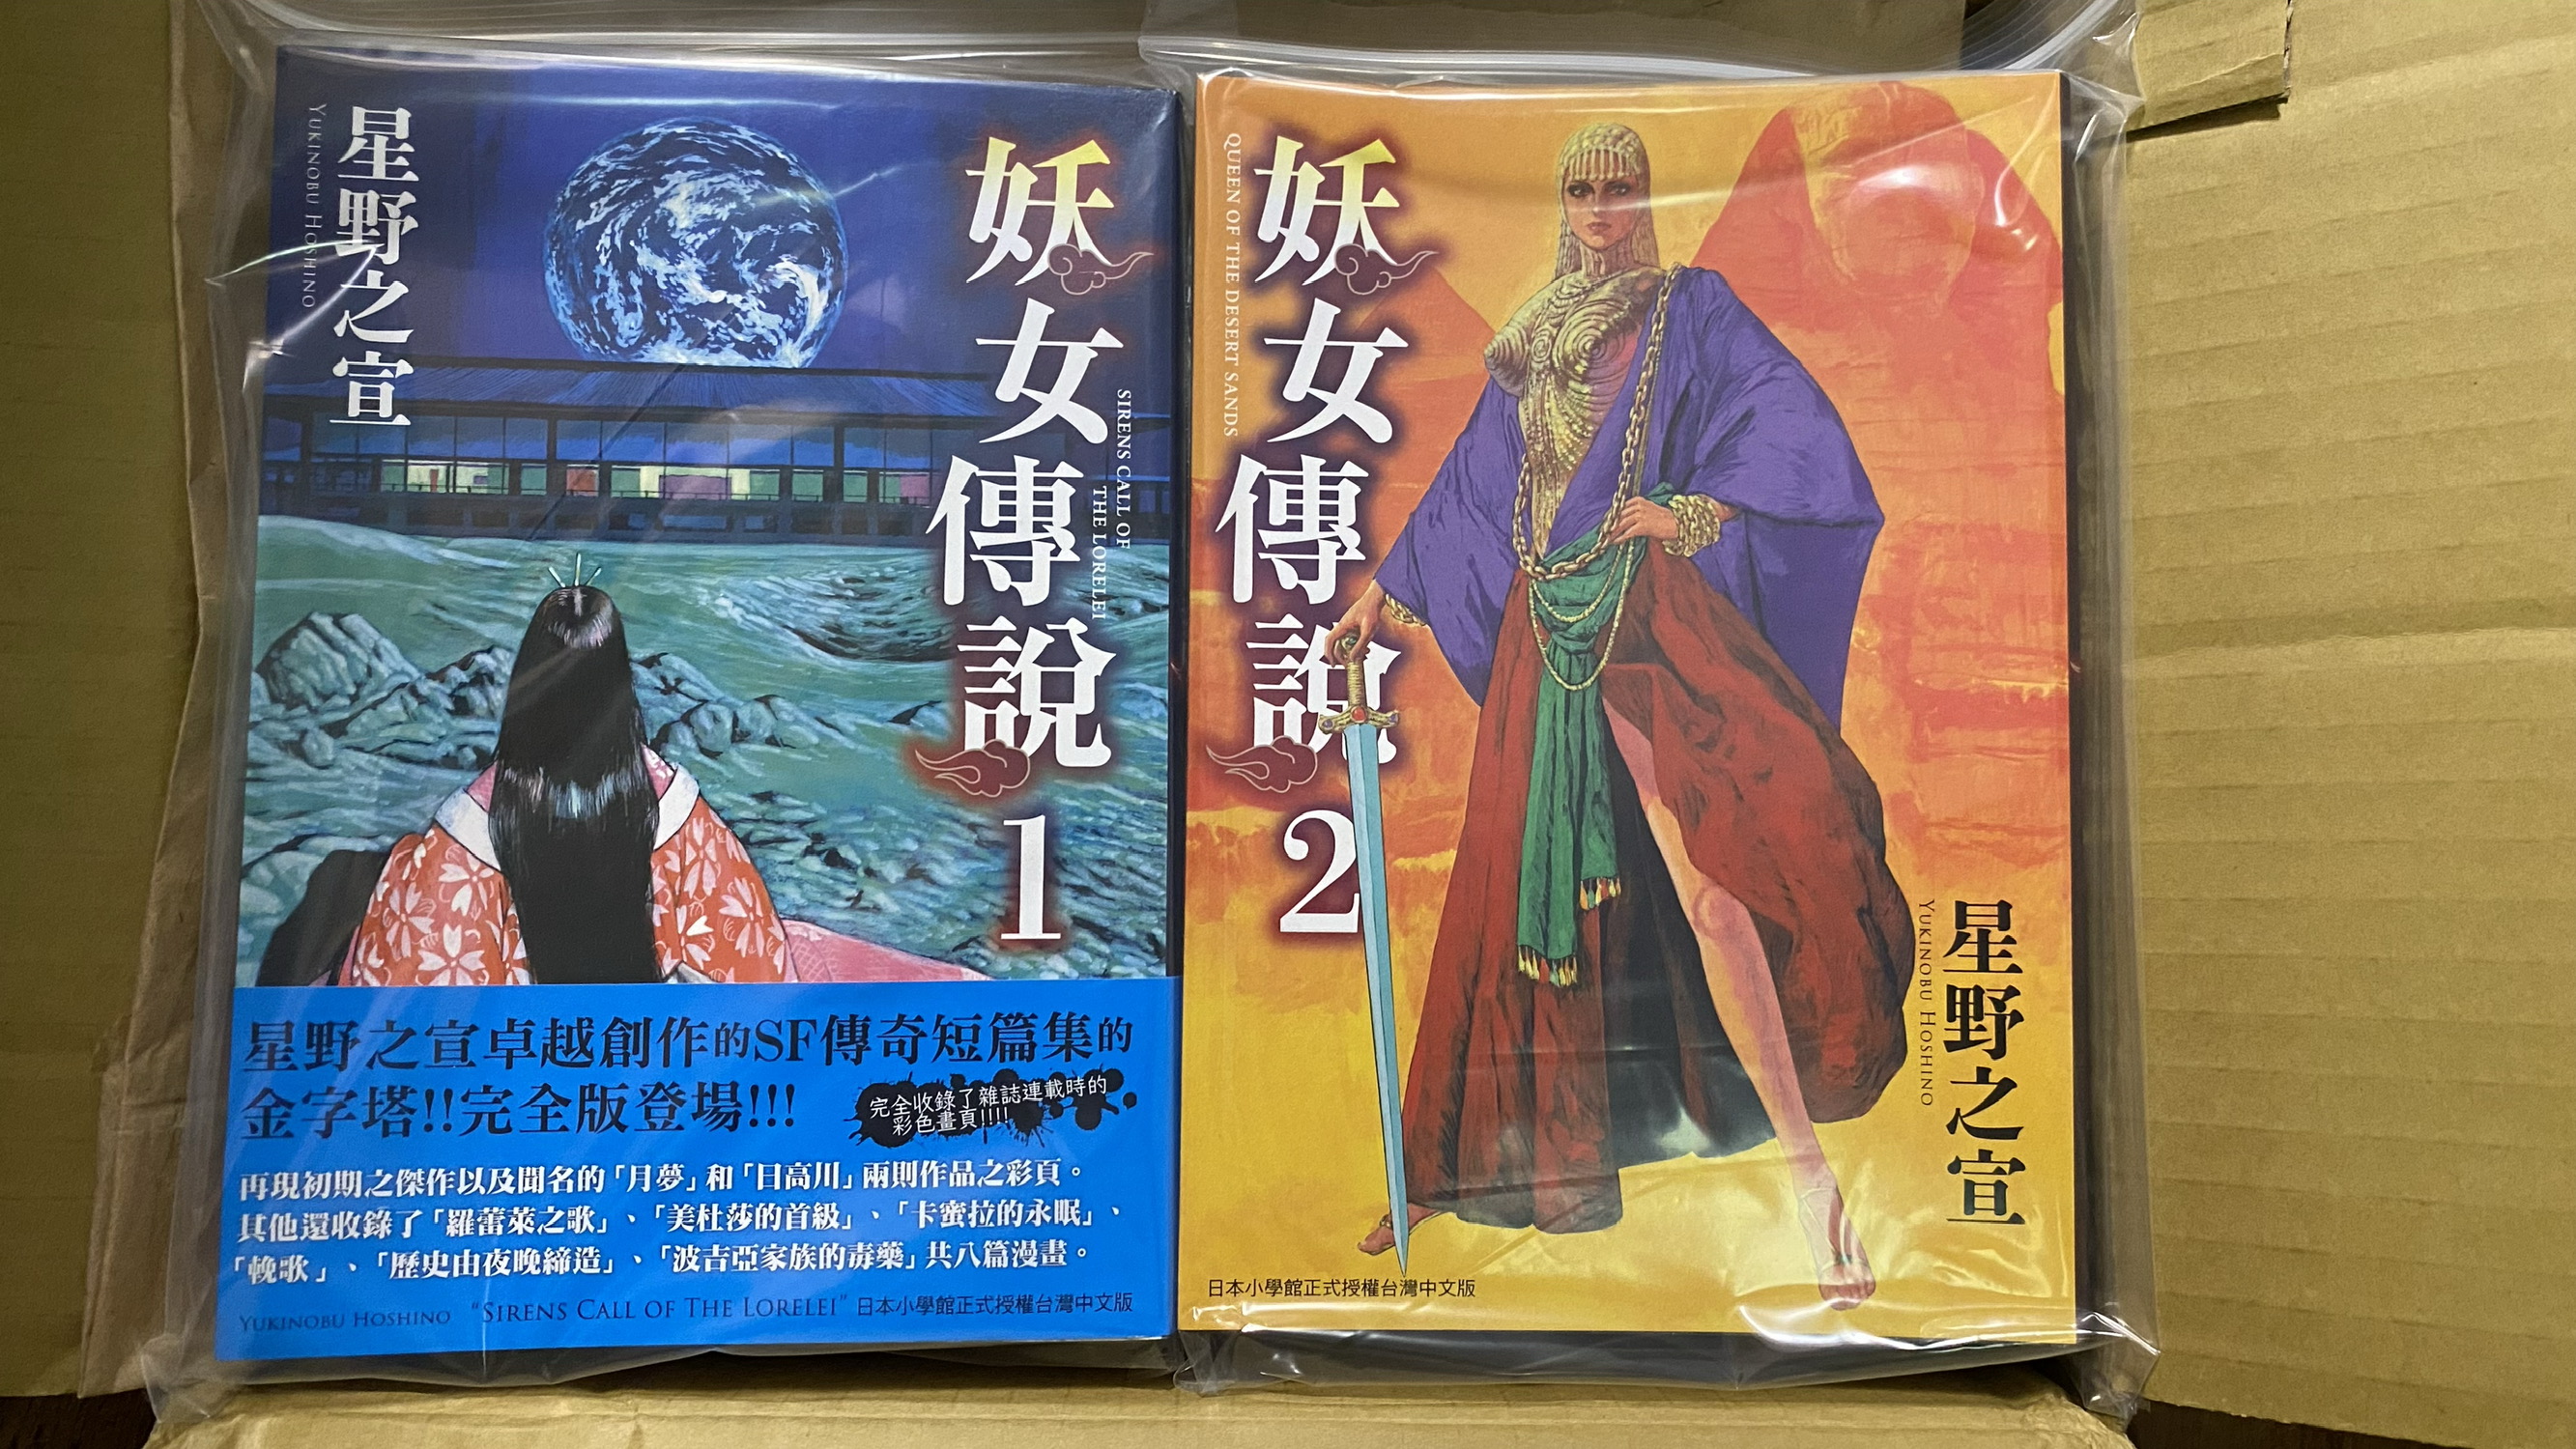 星野之宣
YUKINOBU HOSHINO
妖女傳說
1
SIRENS CALL OF
THE LORELEI
星野之宣卓越創作的SF傳奇短篇集的
金字塔!!完全版登場!!!
完全收錄了雜誌連載時的
彩色畫頁!!!!
再現初期之傑作以及聞名的「月夢」和「日高川」兩則作品之彩頁。
其他還收錄了「羅蕾萊之歌」、「美杜莎的首級」、「卡蜜拉的永眠」、
「輓歌」、「歷史由夜晚締造」、「波吉亞家族的毒藥」共八篇漫畫。
YUKINOBU HOSHINO "SIRENS CALL OF THE LORELEI" 日本小學館正式授權台灣中文版
QUEEN OF THE DESERT SANDS
妖女傳說
2
星野之宣
YUKINOBU HOSHINO
日本小學館正式授權台灣中文版